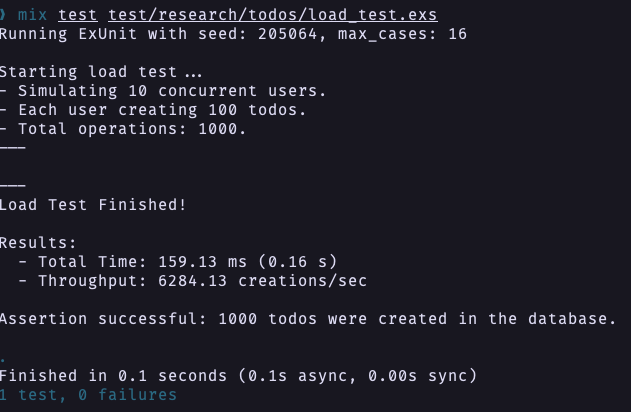 ❯ mix test test/research/todos/load_test.exs
Running ExUnit with seed: 205064, max_cases: 16
Starting load test...
- Simulating 10 concurrent users.
- Each user creating 100 todos.
- Total operations: 1000.
---
---
Load Test Finished!
Results:
- Total Time: 159.13 ms (0.16 s)
- Throughput: 6284.13 creations/sec
Assertion successful: 1000 todos were created in the database.
.
Finished in 0.1 seconds (0.1s async, 0.00s sync)
1 test, 0 failures